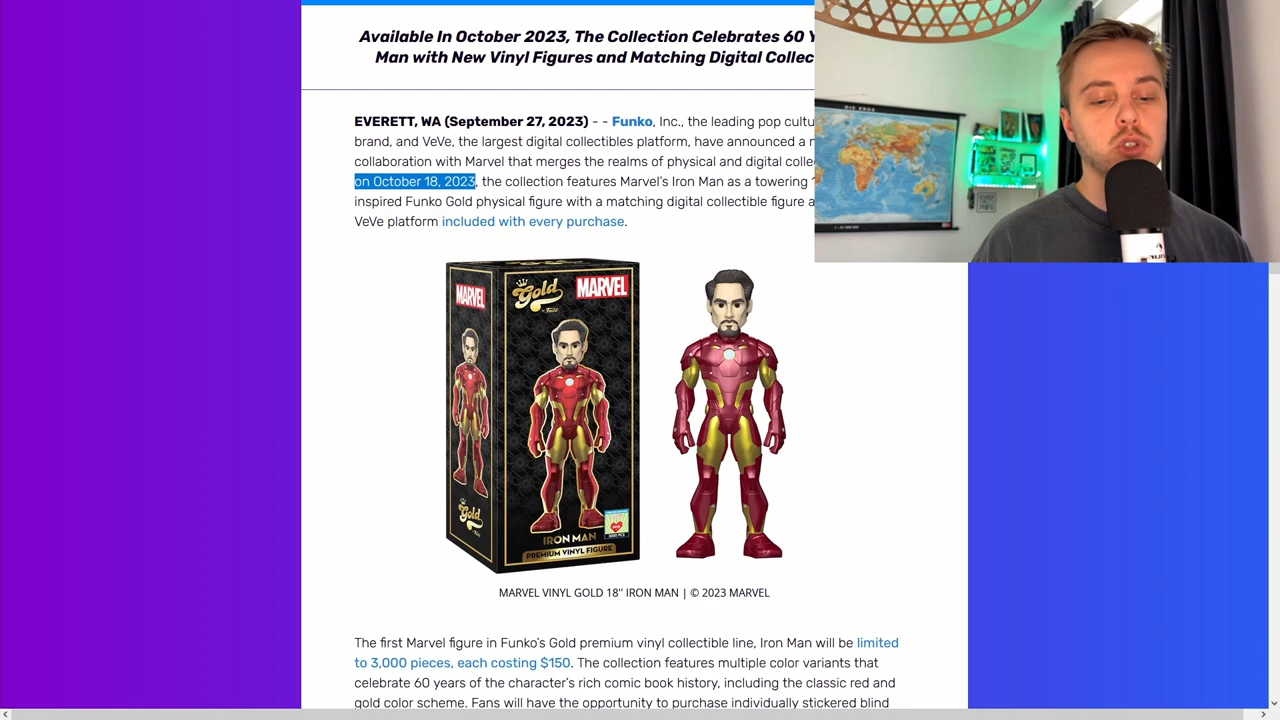 Available In October 2023, The Collection Celebrates 60
Man with New Vinyl Figures and Matching Digital
EVERETT, WA (September 27, 2023) - - Funko, Inc., the leading pop
brand, and VeVe, the largest digital collectibles platform, have announced a
collaboration with Marvel that merges the realms of physical and digital
on October 18, 2023, the collection features Marvel’s Iron Man as a towering
inspired Funko Gold physical figure with a matching digital collectible figure
VeVe platform included with every purchase.
MARVEL
Gold
MARVEL
Gold
IRON MAN
PREMIUM VINYL FIGURE
MARVEL VINYL GOLD 18" IRON MAN | © 2023 MARVEL
The first Marvel figure in Funko’s Gold premium vinyl collectible line, Iron Man will be limited
to 3,000 pieces, each costing $150. The collection features multiple color variants that
celebrate 60 years of the character’s rich comic book history, including the classic red and
gold color scheme. Fans will have the opportunity to purchase individually stickered blind